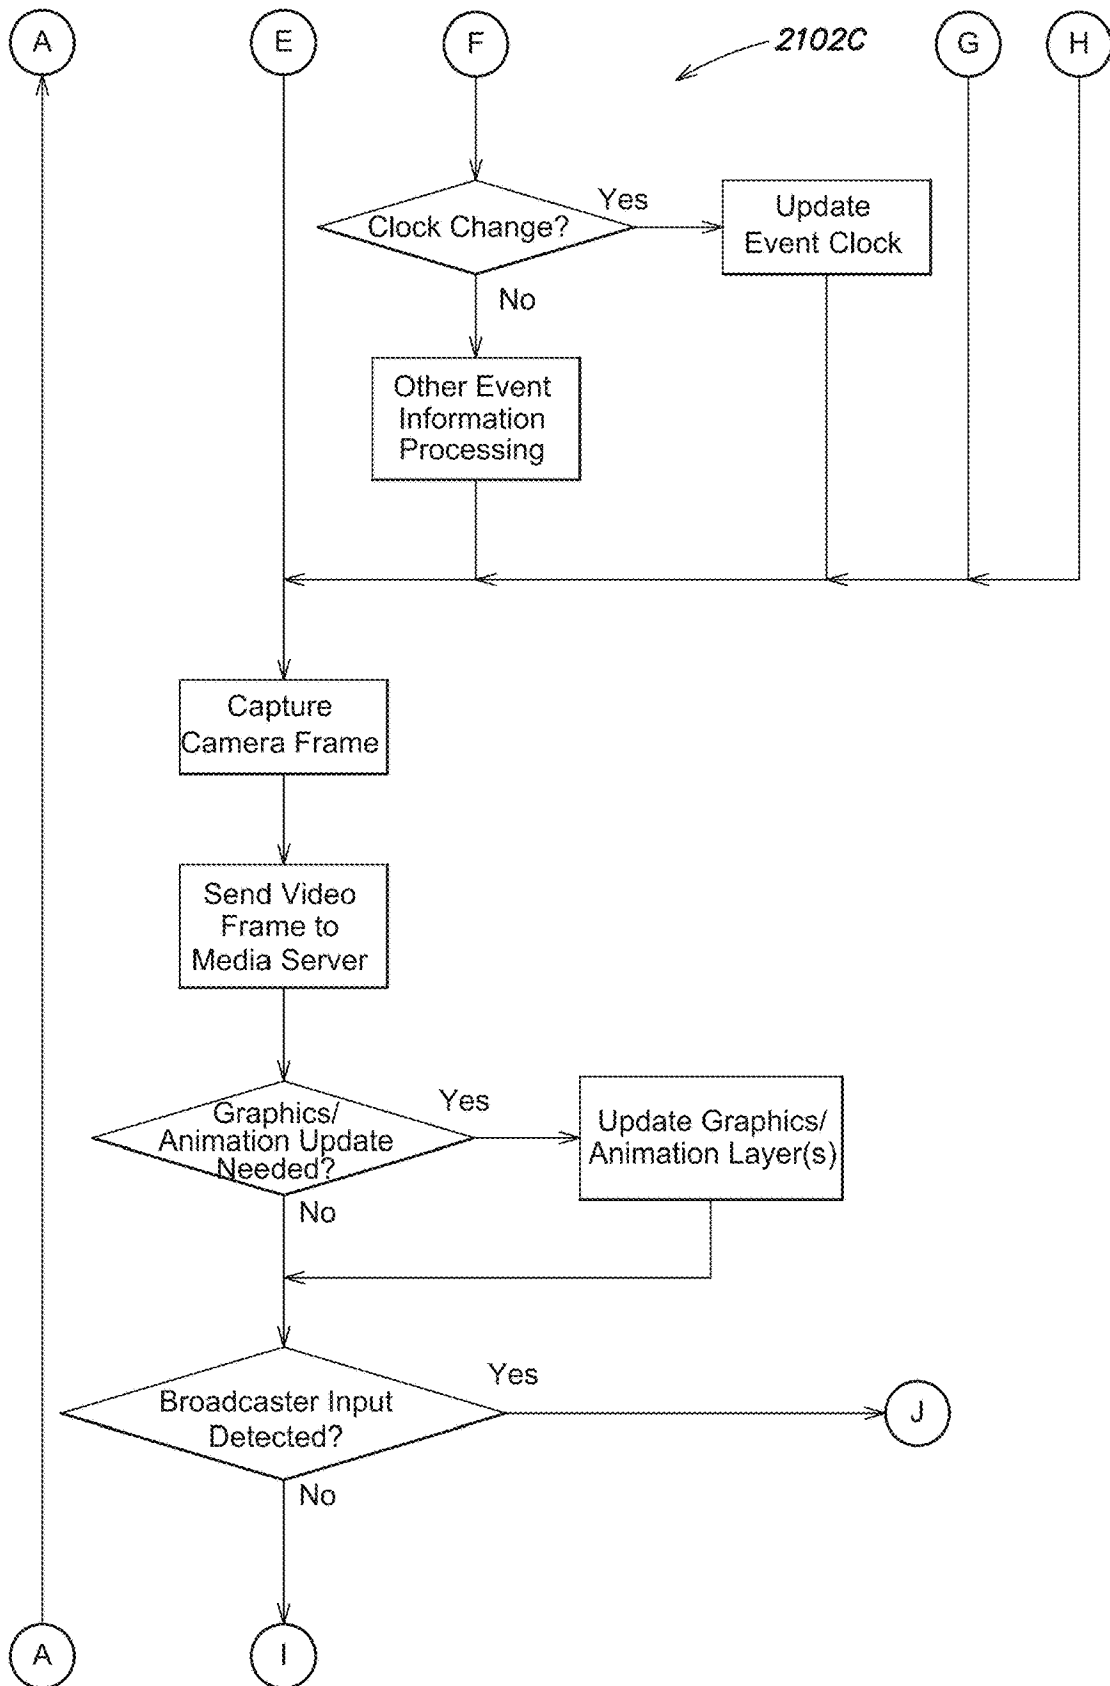 A
E
F
2102C
G
H
Clock Change?
Yes
No
Update
Event Clock
Other Event
Information
Processing
Capture
Camera Frame
Send Video
Frame to
Media Server
Graphics/
Animation Update
Needed?
Yes
No
Update Graphics/
Animation Layer(s)
Broadcaster Input
Detected?
Yes
No
J
A
I